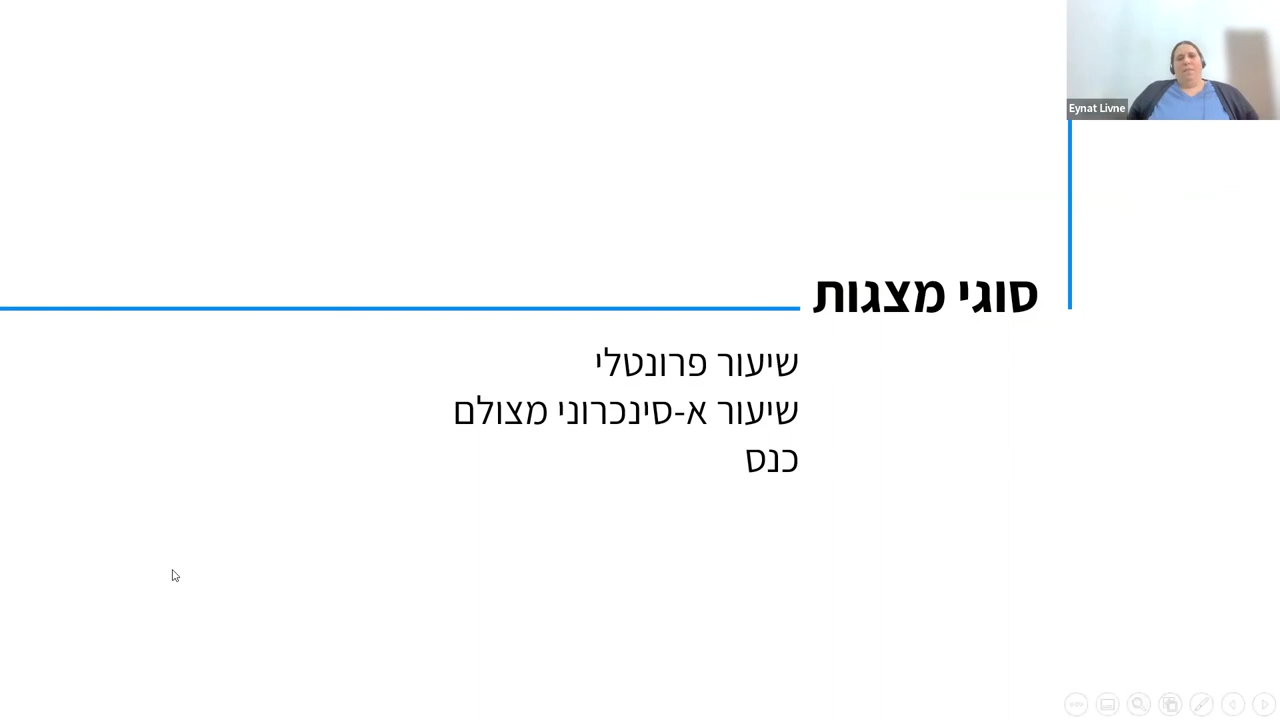 Eynat Livne
סוגי מצגות
שיעור פרונטלי
שיעור א-סינכרוני מצולם
כנס